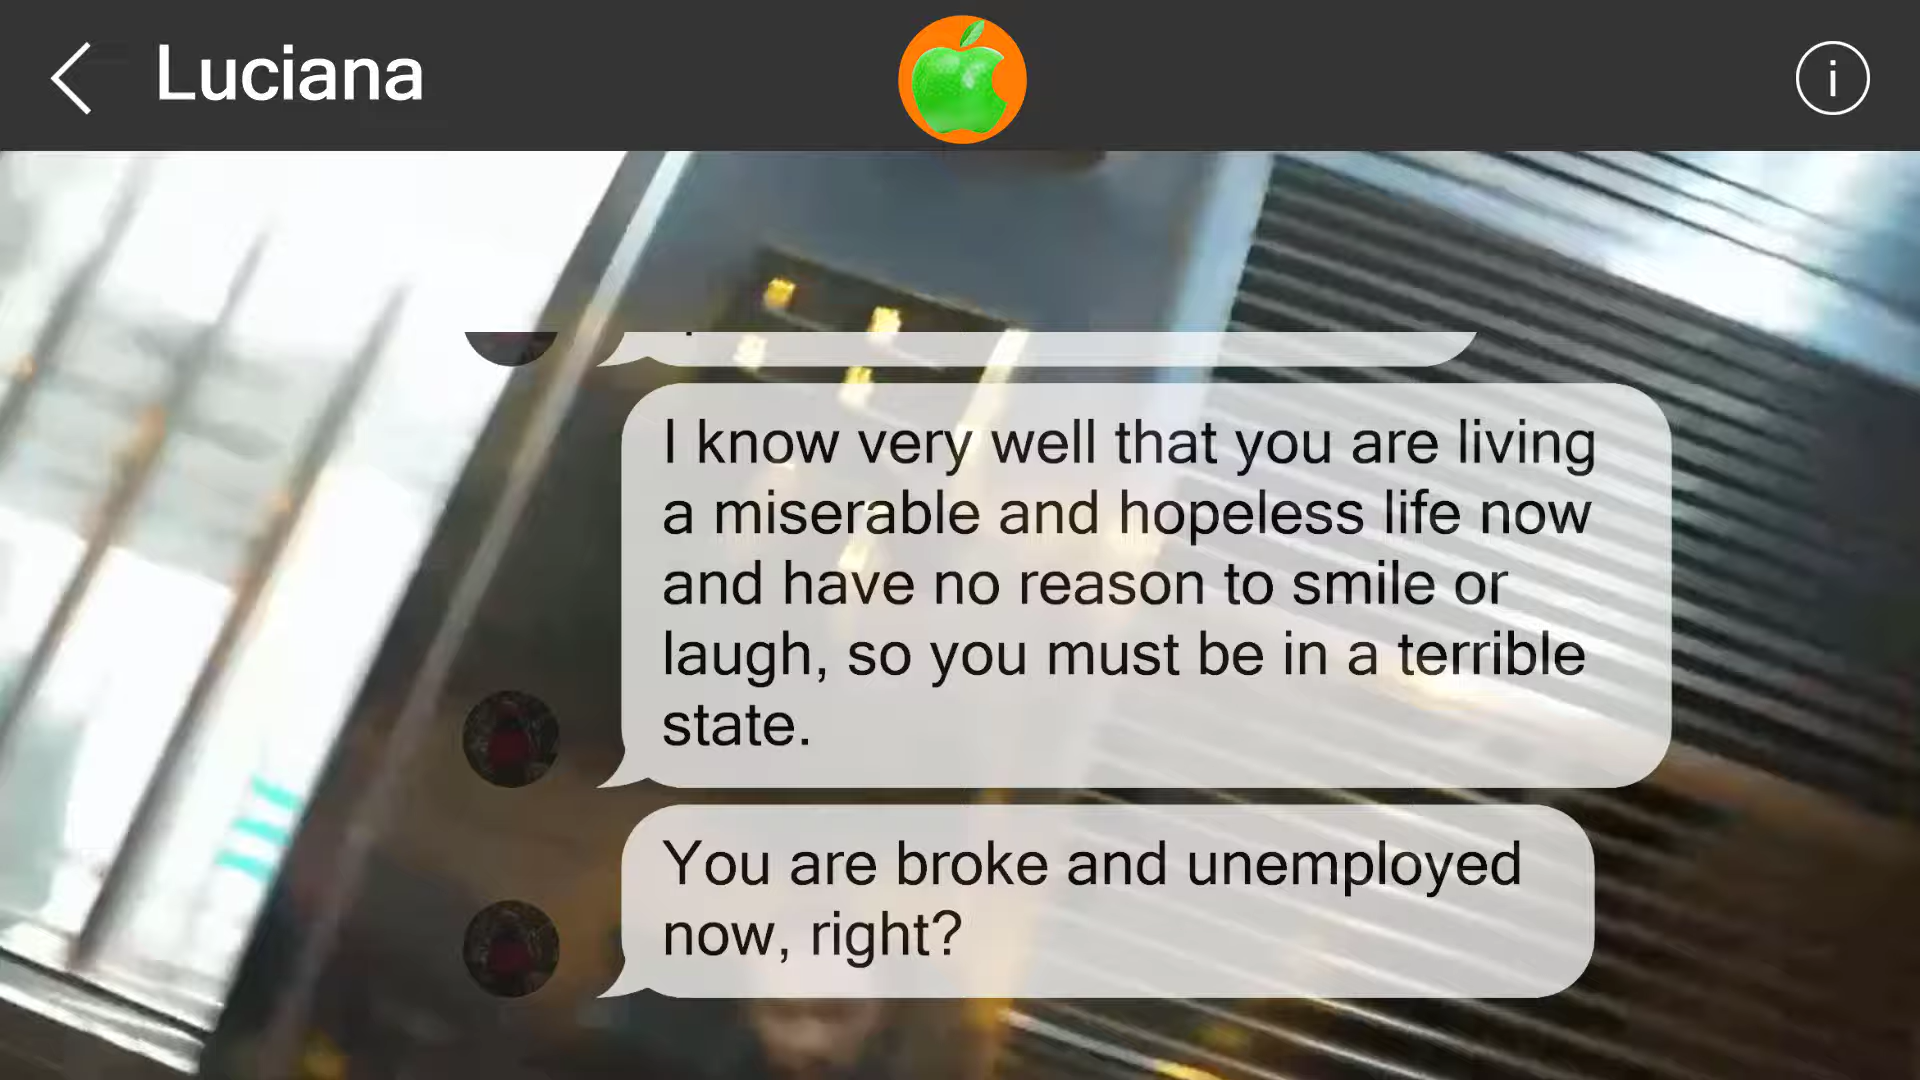 Luciana
i
I know very well that you are living
a miserable and hopeless life now
and have no reason to smile or
laugh, so you must be in a terrible
state.
You are broke and unemployed
now, right?